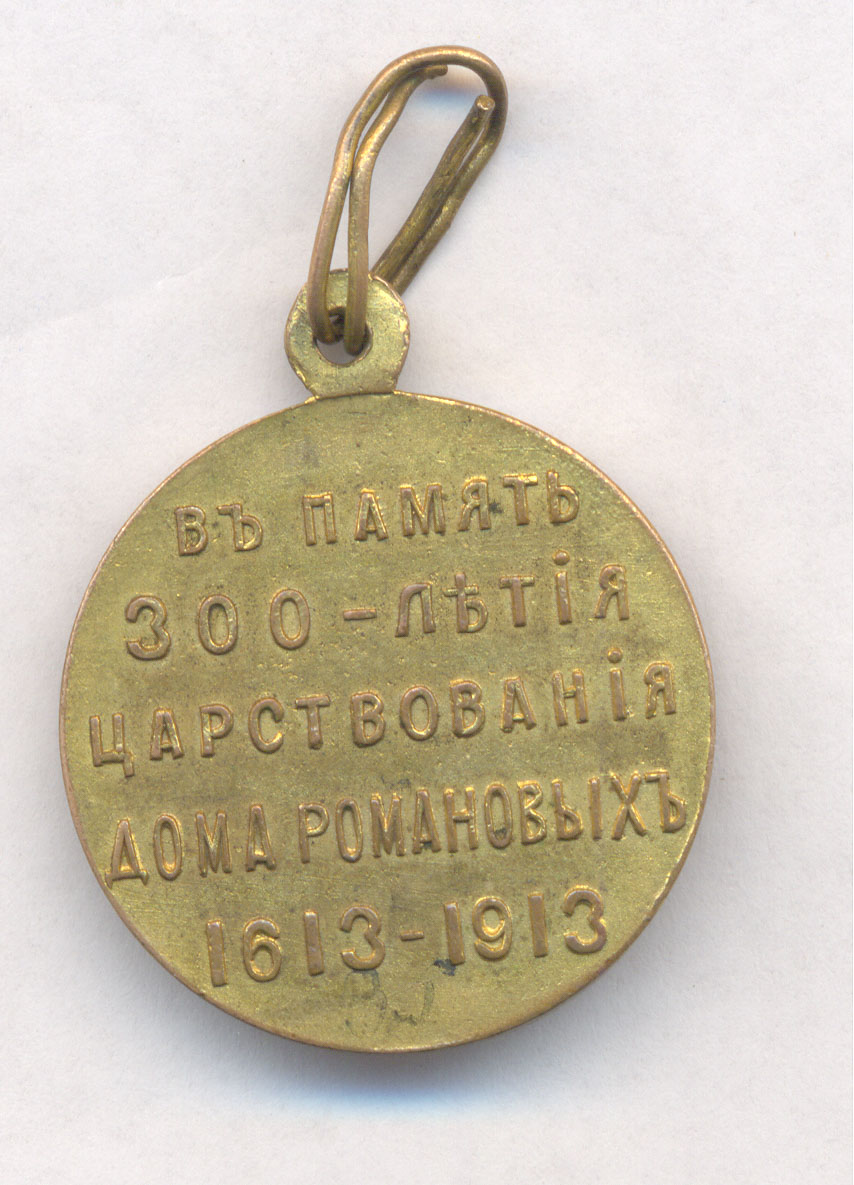 ВЪ ПАМЯТЬ
300-ЛѢТІЯ
ЦАРСТВОВАНІЯ
ДОМА РОМАНОВЫХЪ
1613-1913